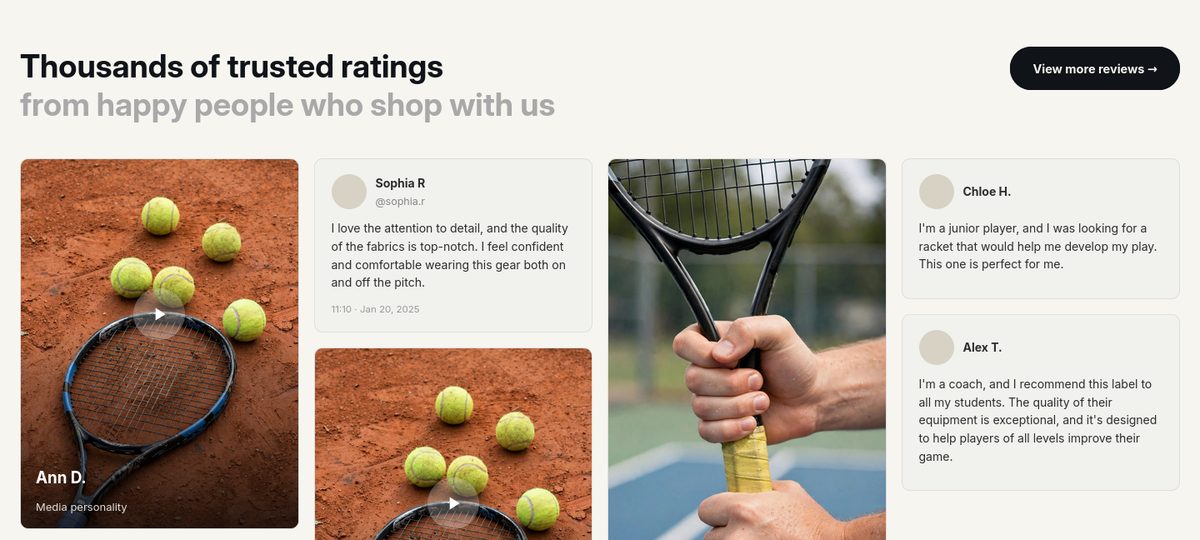 Thousands of trusted ratings
from happy people who shop with us
View more reviews →
Ann D.
Media personality
Sophia R
@sophia.r
I love the attention to detail, and the quality
of the fabrics is top-notch. I feel confident
and comfortable wearing this gear both on
and off the pitch.
11:10 · Jan 20, 2025
Chloe H.
I'm a junior player, and I was looking for a
racket that would help me develop my play.
This one is perfect for me.
Alex T.
I'm a coach, and I recommend this label to
all my students. The quality of their
equipment is exceptional, and it's designed
to help players of all levels improve their
game.